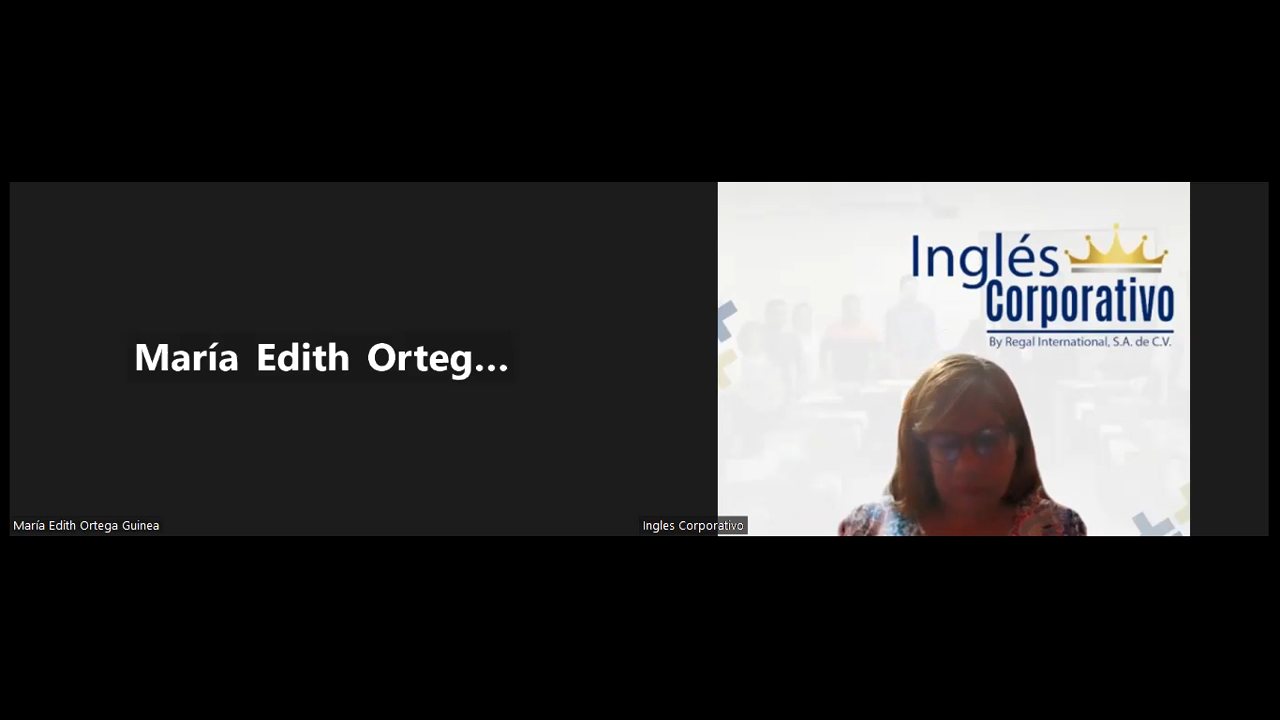 María Edith Orteg...
María Edith Ortega Guinea
Inglés
Corporativo
By Regal International, S.A. de C.V.
Ingles Corporativo